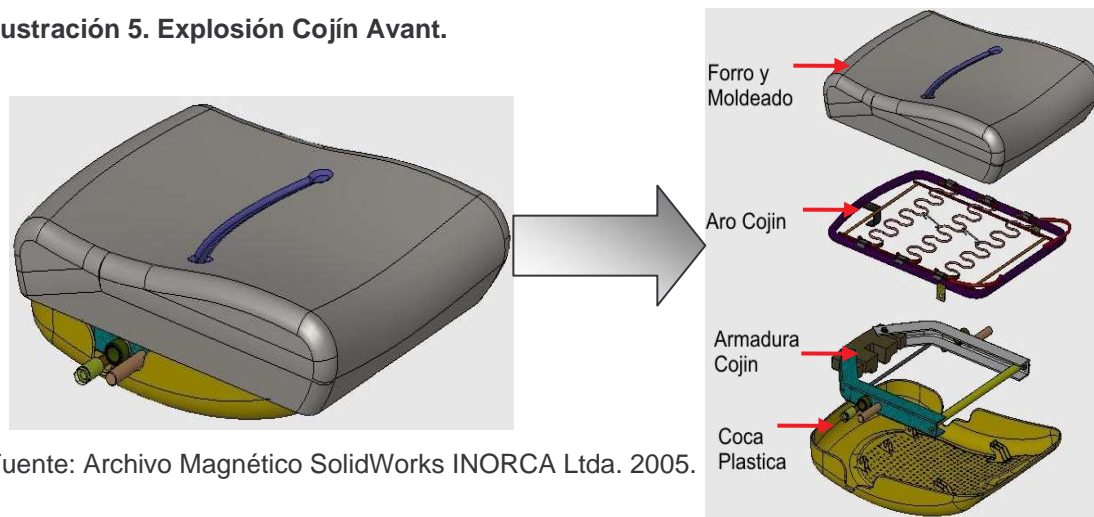 ustración 5. Explosión Cojín Avant.
Forro y
Moldeado
Aro Cojin
Armadura
Cojin
Coca
Plastica
uente: Archivo Magnético SolidWorks INORCA Ltda. 2005.